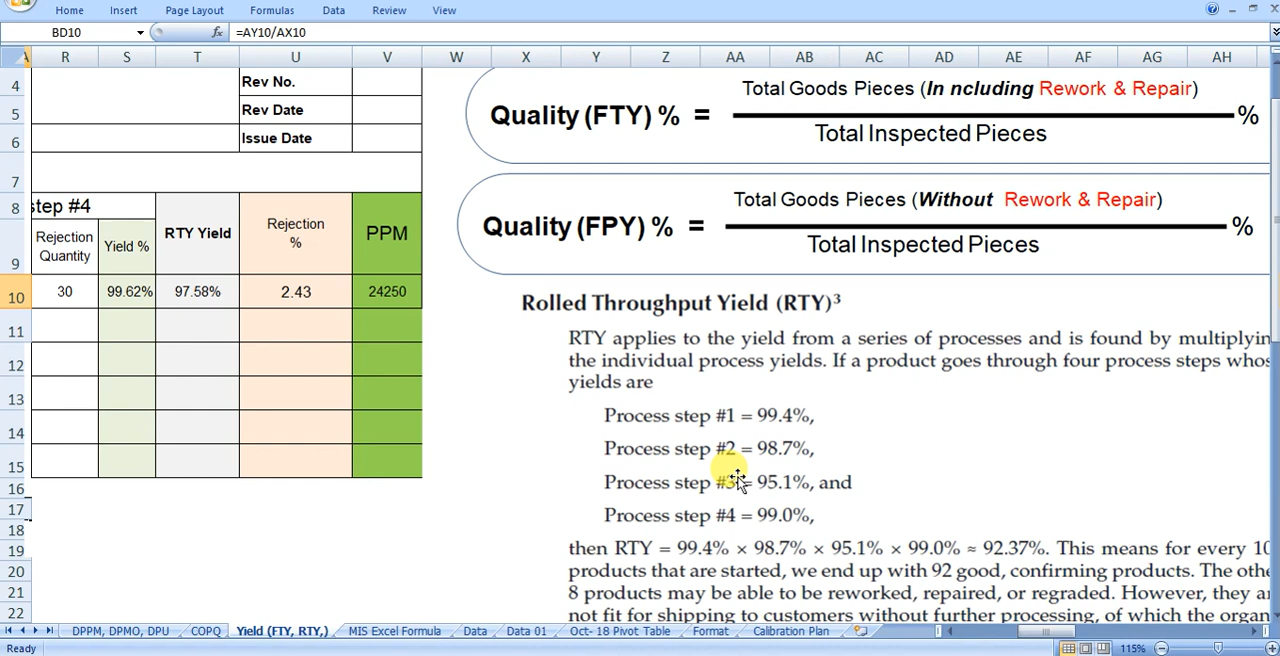 Home Insert Page Layout Formulas Data Review View
BD10 fx =AY10/AX10
R S T U V W X Y Z AA AB AC AD AE AF AG AH
4 Rev No.
5 Rev Date
6 Issue Date
7
8 step #4 RTY Yield Rejection % PPM
9 Rejection Quantity Yield %
10 30 99.62% 97.58% 2.43 24250
11
12
13
14
15
16
17
18
19
20
21
22
Total Goods Pieces (In ncluding Rework & Repair)
Quality (FTY) % = %
Total Inspected Pieces
Total Goods Pieces (Without Rework & Repair)
Quality (FPY) % = %
Total Inspected Pieces
Rolled Throughput Yield (RTY)³
RTY applies to the yield from a series of processes and is found by multiplyin
the individual process yields. If a product goes through four process steps whos
yields are
Process step #1 = 99.4%,
Process step #2 = 98.7%,
Process step #3 = 95.1%, and
Process step #4 = 99.0%,
then RTY = 99.4% × 98.7% × 95.1% × 99.0% ≈ 92.37%. This means for every 10
products that are started, we end up with 92 good, confirming products. The othe
8 products may be able to be reworked, repaired, or regraded. However, they ar
not fit for shipping to customers without further processing, of which the organ
DPPM, DPMO, DPU COPQ Yield (FTY, RTY,) MIS Excel Formula Data Data 01 Oct- 18 Pivot Table Format Calibration Plan
Ready 115%